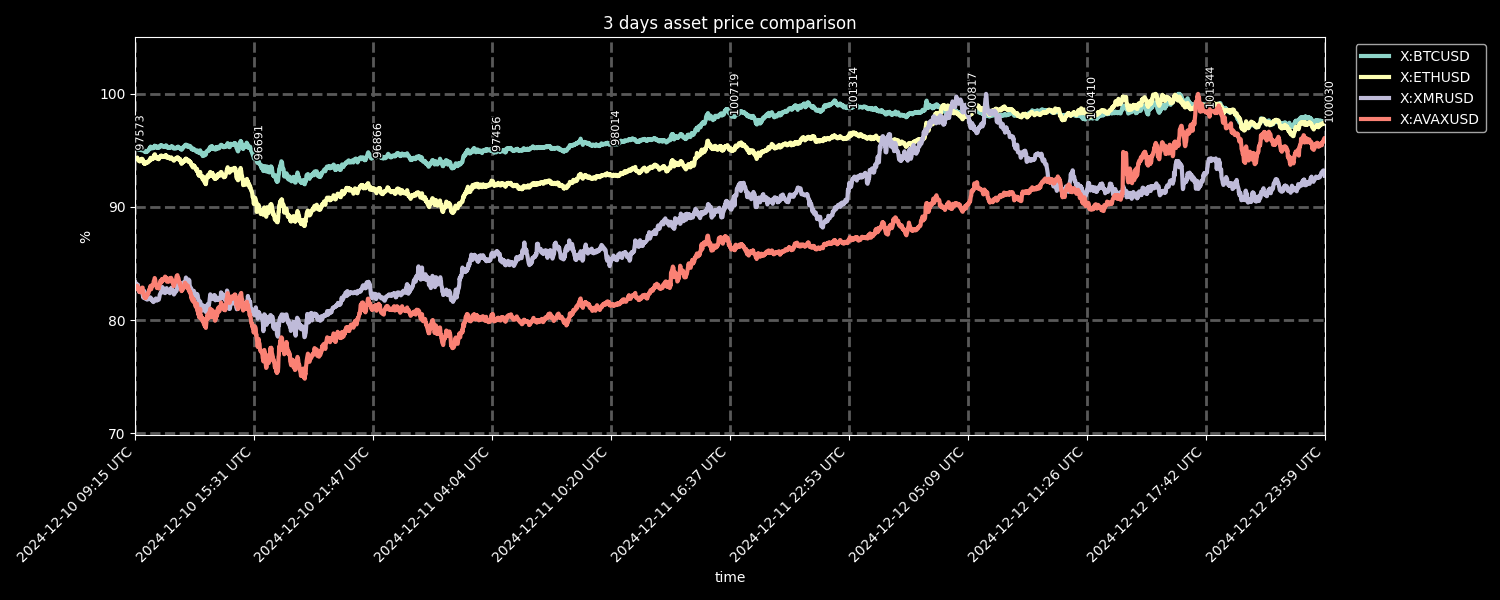 3 days asset price comparison
X:BTCUSD
X:ETHUSD
X:XMRUSD
X:AVAXUSD
100
90
80
70
%
97573
96691
96866
97456
98014
100719
101314
100817
100410
101344
100030
2024-12-10 09:15 UTC
2024-12-10 15:31 UTC
2024-12-10 21:47 UTC
2024-12-11 04:04 UTC
2024-12-11 10:20 UTC
2024-12-11 16:37 UTC
2024-12-11 22:53 UTC
2024-12-12 05:09 UTC
2024-12-12 11:26 UTC
2024-12-12 17:42 UTC
2024-12-12 23:59 UTC
time